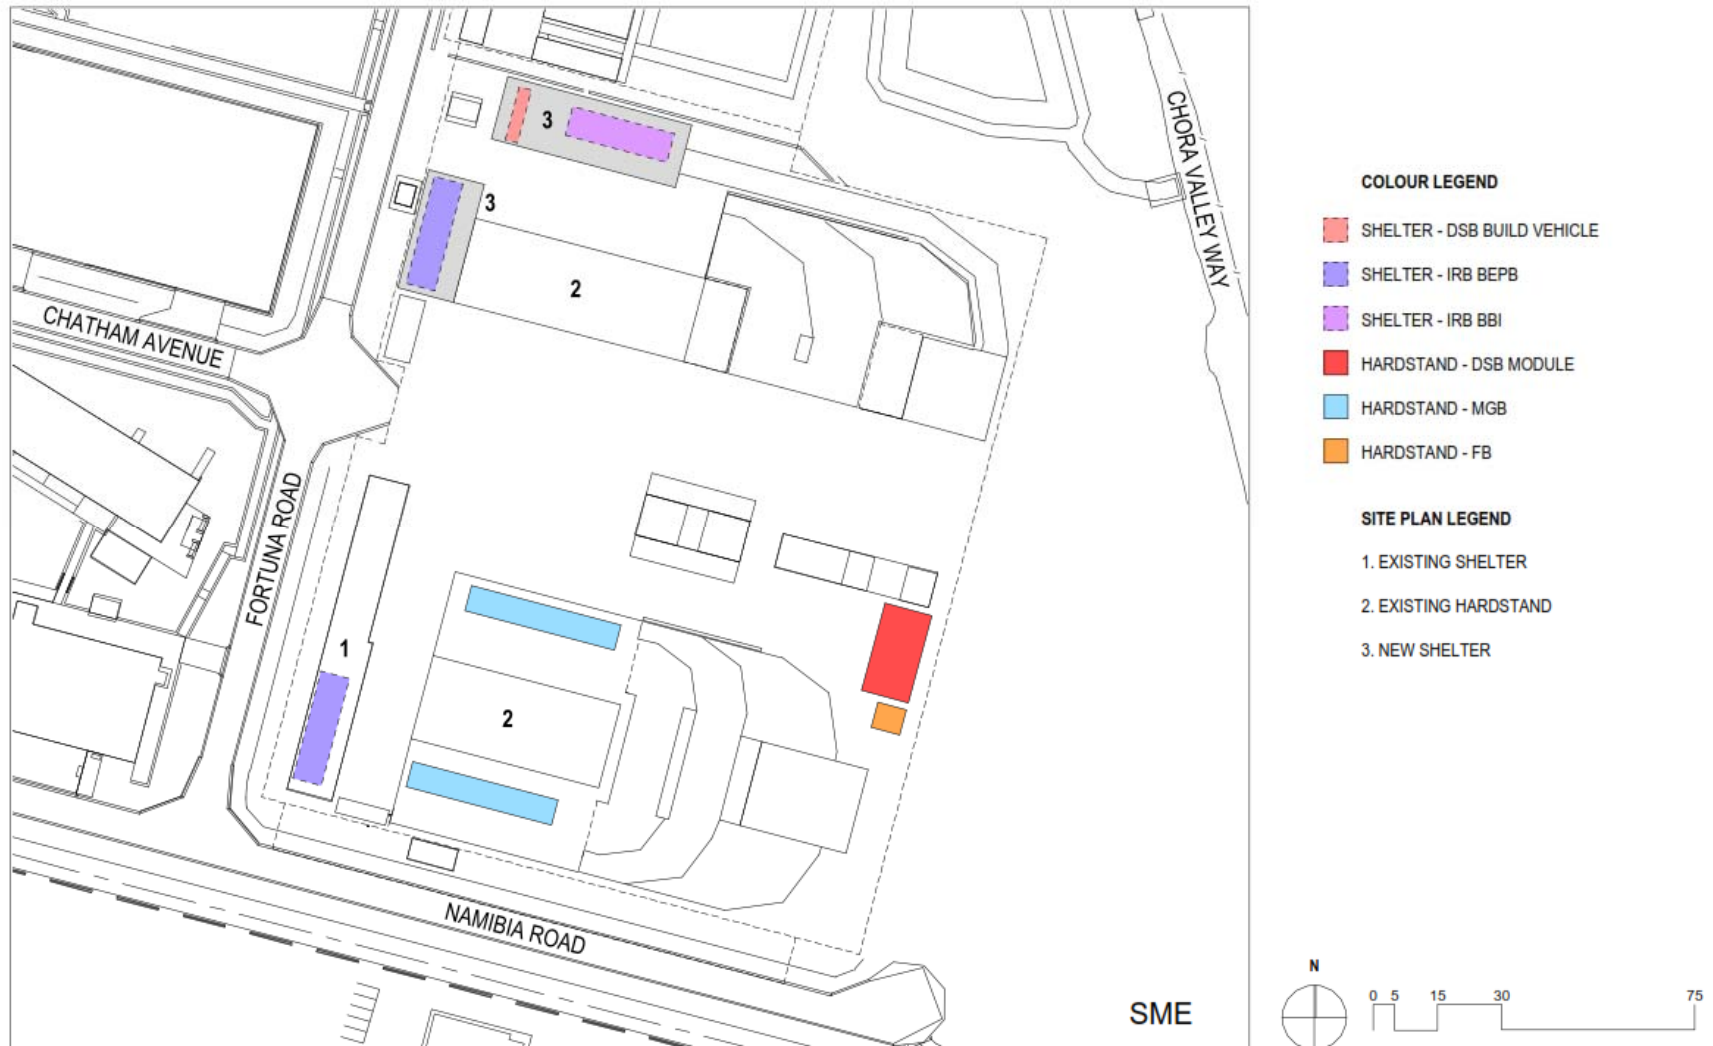 3
3
2
CHATHAM AVENUE
CHORA VALLEY WAY
FORTUNA ROAD
1
2
NAMIBIA ROAD
SME
COLOUR LEGEND
SHELTER - DSB BUILD VEHICLE
SHELTER - IRB BEPB
SHELTER - IRB BBI
HARDSTAND - DSB MODULE
HARDSTAND - MGB
HARDSTAND - FB
SITE PLAN LEGEND
1. EXISTING SHELTER
2. EXISTING HARDSTAND
3. NEW SHELTER
N
0 5 15 30 75